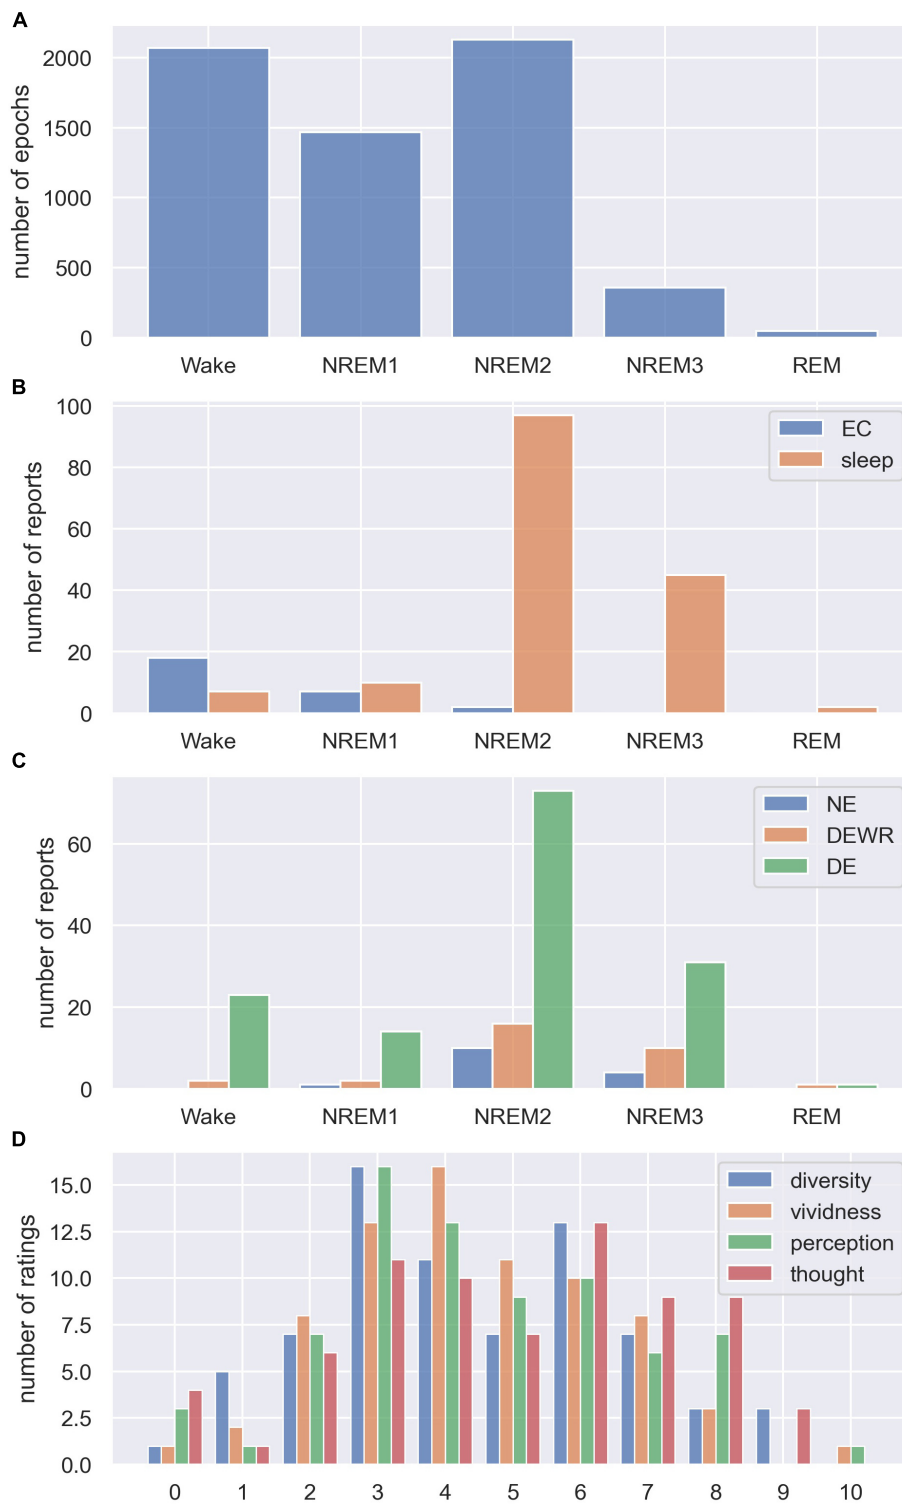 A
number of epochs
2000
1500
1000
500
0
Wake NREM1 NREM2 NREM3 REM
B
number of reports
100
80
60
40
20
0
EC
sleep
Wake NREM1 NREM2 NREM3 REM
C
number of reports
60
40
20
0
NE
DEWR
DE
Wake NREM1 NREM2 NREM3 REM
D
number of ratings
15.0
12.5
10.0
7.5
5.0
2.5
0.0
diversity
vividness
perception
thought
0 1 2 3 4 5 6 7 8 9 10